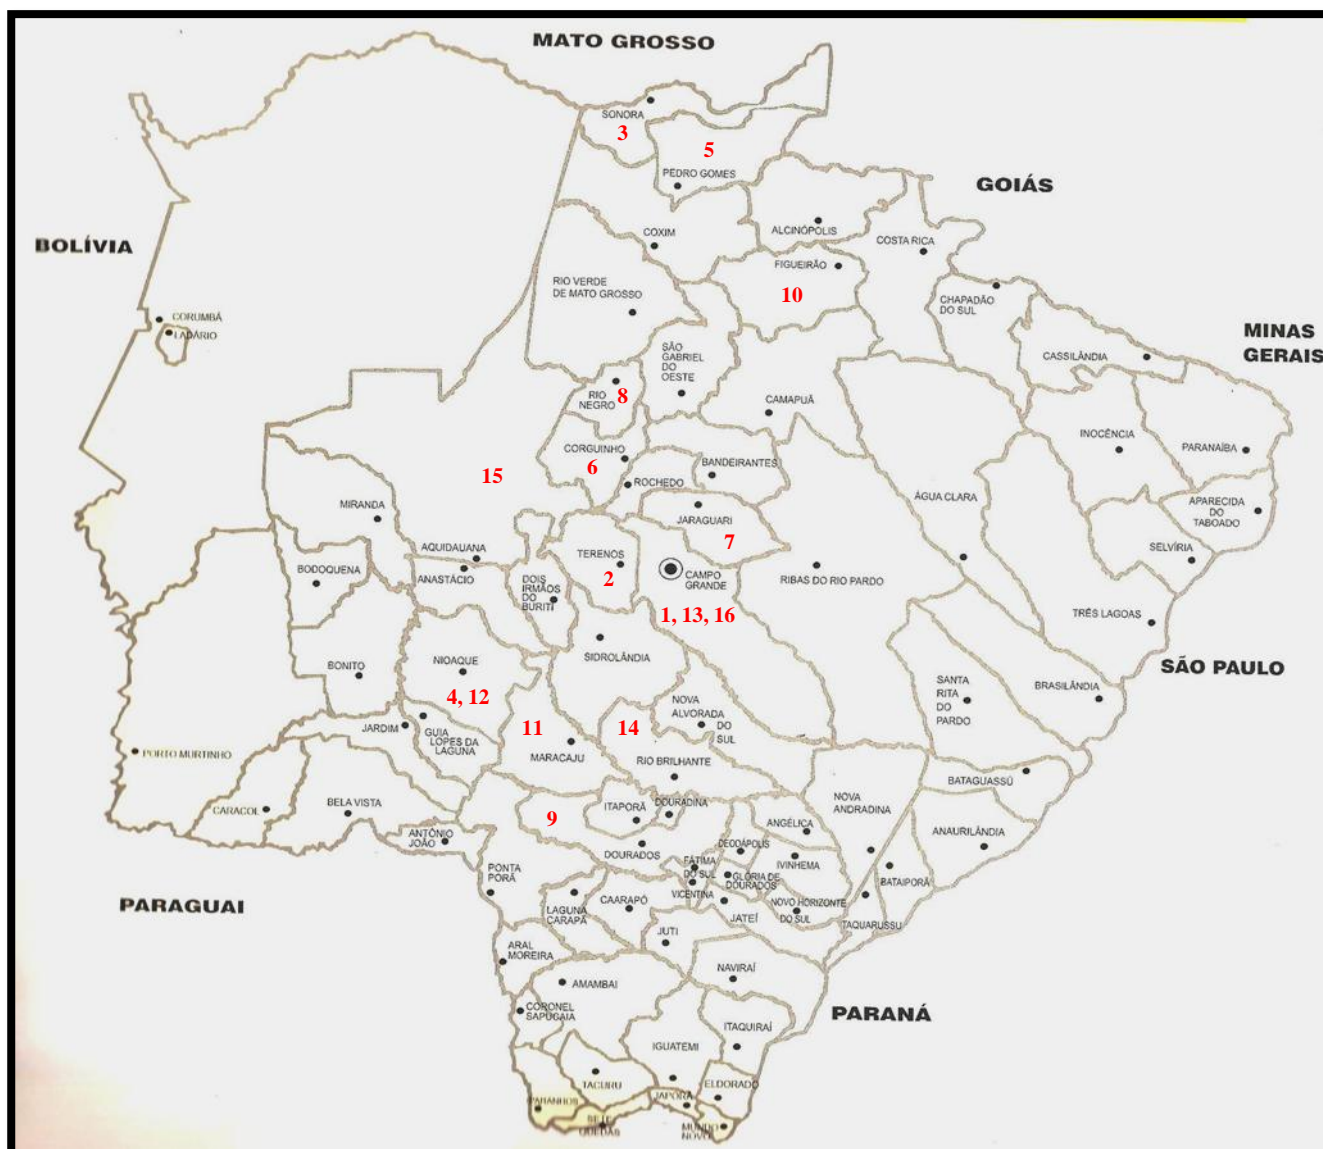 MATO GROSSO
SONORA
3
5
PEDRO GOMES
GOIÁS
ALCINÓPOLIS
COSTA RICA
COXIM
BOLÍVIA
FIGUEIRÃO
10
RIO VERDE
DE MATO GROSSO
CHAPADÃO
DO SUL
CORUMBÁ
LADÁRIO
MINAS
GERAIS
CASSILÂNDIA
SÃO
GABRIEL
DO
OESTE
RIO
NEGRO
8
CAMAPUÃ
INOCÊNCIA
PARANAÍBA
CORGUINHO
6
BANDEIRANTES
ROCHEDO
15
ÁGUA CLARA
APARECIDA
DO
TABOADO
MIRANDA
JARAGUARI
7
AQUIDAUANA
ANASTÁCIO
TERENOS
2
SELVÍRIA
BODOQUENA
DOIS
IRMÃOS
DO
BURITI
CAMPO
GRANDE
1, 13, 16
RIBAS DO RIO PARDO
TRÊS LAGOAS
SIDROLÂNDIA
SÃO PAULO
BONITO
NIOAQUE
4, 12
SANTA
RITA
DO
PARDO
BRASILÂNDIA
NOVA
ALVORADA
DO
SUL
JARDIM
GUIA
LOPES DA
LAGUNA
11
MARACAJU
14
RIO BRILHANTE
PORTO MURTINHO
BATAGUASSÚ
CARACOL
BELA VISTA
ITAPORÃ
DOURADINA
NOVA
ANDRADINA
9
ANGÉLICA
ANAURILÂNDIA
ANTÔNIO
JOÃO
DOURADOS
DEODÁPOLIS
IVINHEMA
FÁTIMA
DO SUL
GLÓRIA DE
DOURADOS
BATAIPORÃ
PONTA
PORÃ
VICENTINA
PARAGUAI
LAGUNA
CARAPÃ
CAARAPÓ
NOVO HORIZONTE
DO SUL
JATEÍ
TAQUARUSSU
JUTI
ARAL
MOREIRA
NAVIRAÍ
AMAMBAI
CORONEL
SAPUCAIA
PARANÁ
ITAQUIRAÍ
IGUATEMI
TACURU
ELDORADO
PARANHOS
JAPORÃ
SETE
QUEDAS
MUNDO
NOVO